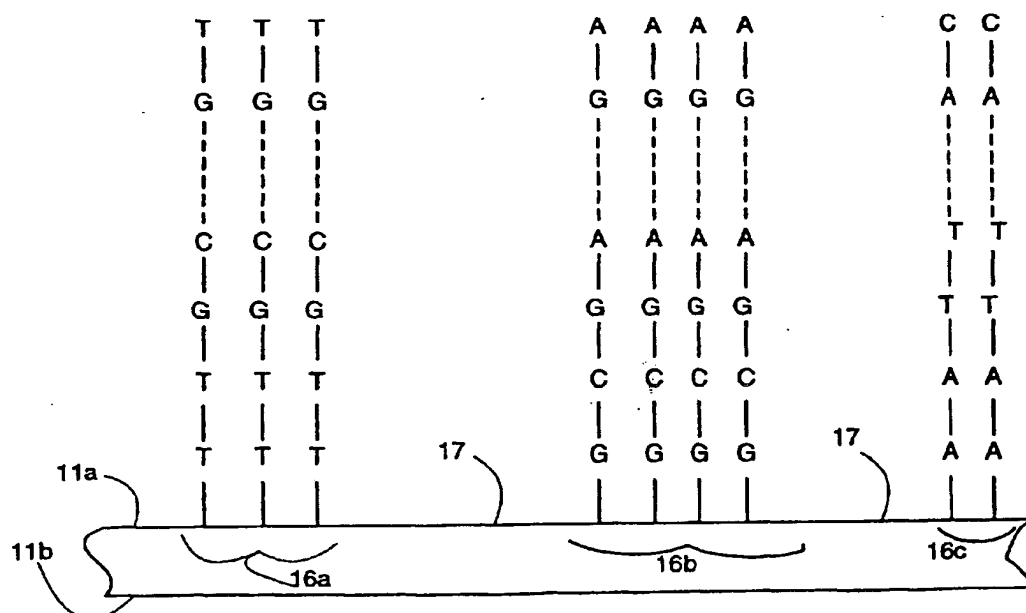 T T T A A A A C C
G G G G G G G A A
C C C A A A A T T
G G G G G G G T T
T T T C C C C A A
T T T G G G G A A
11a 17 17
11b 16a 16b 16c